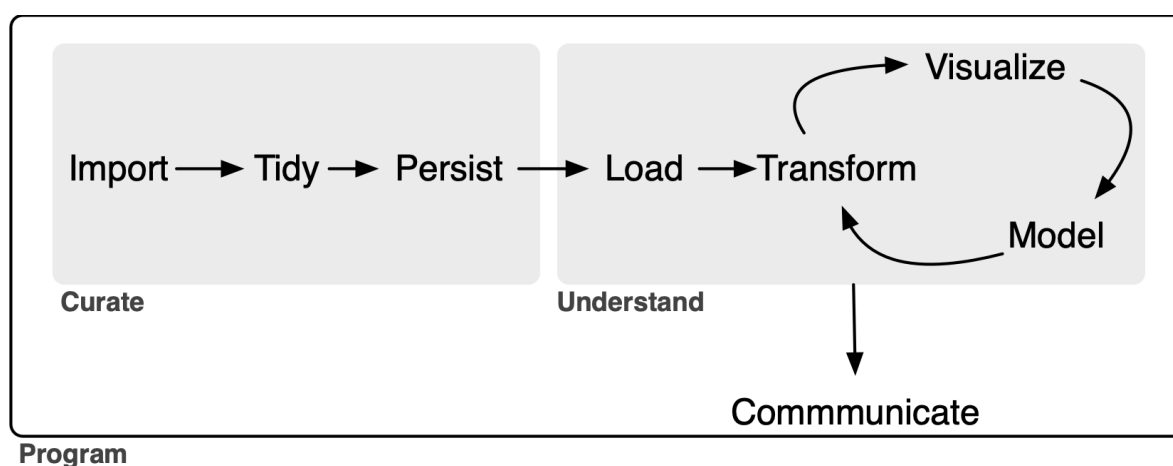 Visualize
Import Tidy Persist Load Transform
Model
Curate Understand
Commmunicate
Program